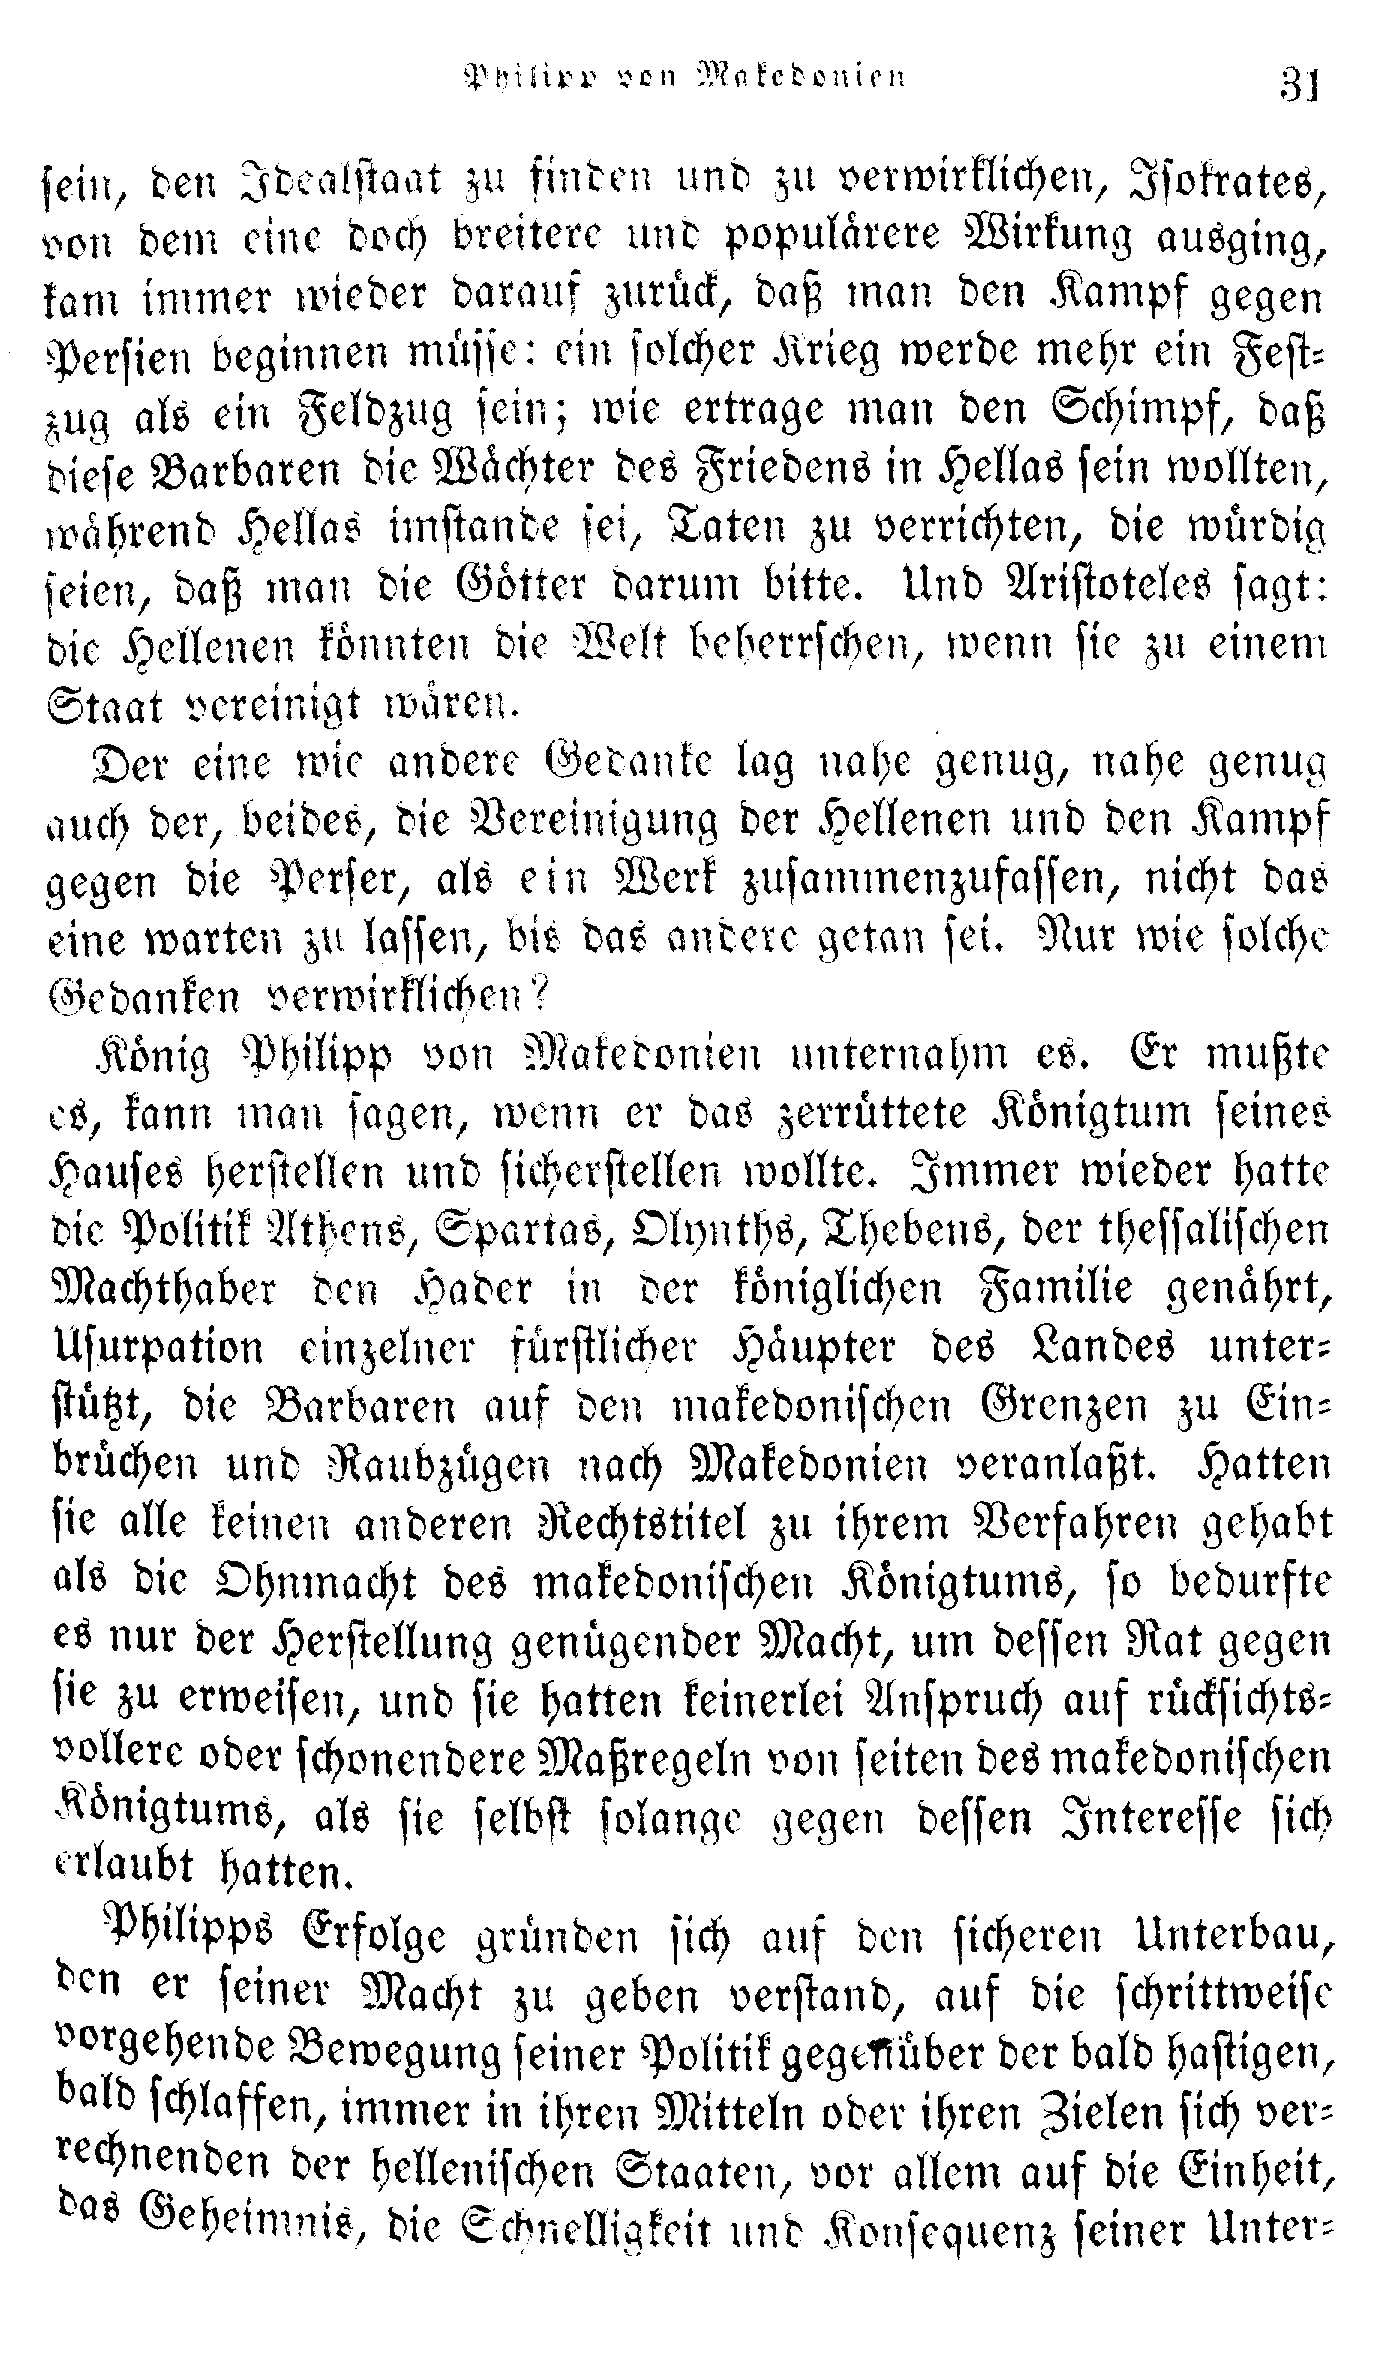 Philipp von Makedonien 31
sein, den Idealstaat zu finden und zu verwirklichen, Isokrates,
von dem eine doch breitere und populärere Wirkung ausging,
kam immer wieder darauf zurück, daß man den Kampf gegen
Persien beginnen müsse: ein solcher Krieg werde mehr ein Fest-
zug als ein Feldzug sein; wie ertrage man den Schimpf, daß
diese Barbaren die Wächter des Friedens in Hellas sein wollten,
während Hellas imstande sei, Taten zu verrichten, die würdig
seien, daß man die Götter darum bitte. Und Aristoteles sagt:
die Hellenen könnten die Welt beherrschen, wenn sie zu einem
Staat vereinigt wären.
Der eine wie andere Gedanke lag nahe genug, nahe genug
auch der, beides, die Vereinigung der Hellenen und den Kampf
gegen die Perser, als ein Werk zusammenzufassen, nicht das
eine warten zu lassen, bis das andere getan sei. Nur wie solche
Gedanken verwirklichen?
König Philipp von Makedonien unternahm es. Er mußte
es, kann man sagen, wenn er das zerrüttete Königtum seines
Hauses herstellen und sicherstellen wollte. Immer wieder hatte
die Politik Athens, Spartas, Olynths, Thebens, der thessalischen
Machthaber den Hader in der königlichen Familie genährt,
Usurpation einzelner fürstlicher Häupter des Landes unter-
stützt, die Barbaren auf den makedonischen Grenzen zu Ein-
brüchen und Raubzügen nach Makedonien veranlaßt. Hatten
sie alle keinen anderen Rechtstitel zu ihrem Verfahren gehabt
als die Ohnmacht des makedonischen Königtums, so bedurfte
es nur der Herstellung genügender Macht, um dessen Rat gegen
sie zu erweisen, und sie hatten keinerlei Anspruch auf rücksichts-
vollere oder schonendere Maßregeln von seiten des makedonischen
Königtums, als sie selbst solange gegen dessen Interesse sich
erlaubt hatten.
Philipps Erfolge gründen sich auf den sicheren Unterbau,
den er seiner Macht zu geben verstand, auf die schrittweise
vorgehende Bewegung seiner Politik gegenüber der bald hastigen,
bald schlaffen, immer in ihren Mitteln oder ihren Zielen sich ver-
rechnenden der hellenischen Staaten, vor allem auf die Einheit,
das Geheimnis, die Schnelligkeit und Konsequenz seiner Unter-